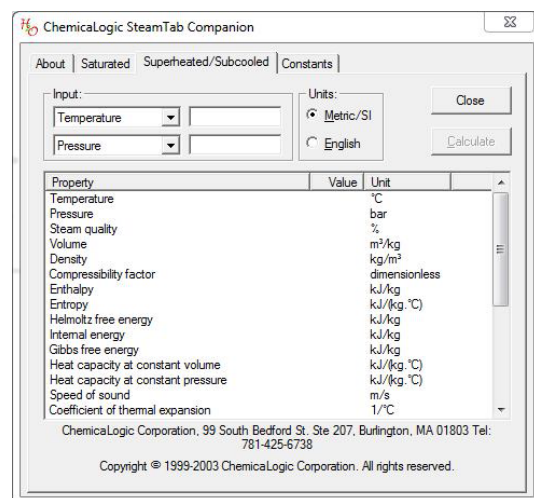 ChemicaLogic SteamTab Companion
About Saturated Superheated/Subcooled Constants
Input:
Temperature
Pressure
Units:
Metric/SI
English
Close
Calculate
Property Value Unit
Temperature °C
Pressure bar
Steam quality %
Volume m³/kg
Density kg/m³
Compressibility factor dimensionless
Enthalpy kJ/kg
Entropy kJ/(kg.°C)
Helmoltz free energy kJ/kg
Internal energy kJ/kg
Gibbs free energy kJ/kg
Heat capacity at constant volume kJ/(kg.°C)
Heat capacity at constant pressure kJ/(kg.°C)
Speed of sound m/s
Coefficient of thermal expansion 1/°C
ChemicaLogic Corporation, 99 South Bedford St. Ste 207, Burlington, MA 01803 Tel:
781-425-6738
Copyright © 1999-2003 ChemicaLogic Corporation. All rights reserved.